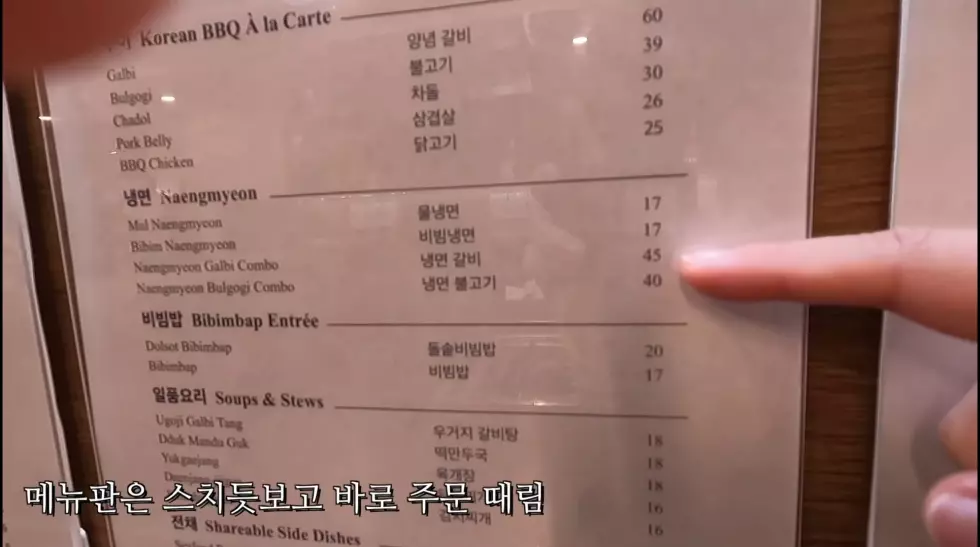 Korean BBQ À la Carte
Galbi 양념 갈비 60
Bulgogi 불고기 39
Chadol 차돌 30
Pork Belly 삼겹살 26
BBQ Chicken 닭고기 25
냉면 Naengmyeon
Mul Naengmyeon 물냉면 17
Bibim Naengmyeon 비빔냉면 17
Naengmyeon Galbi Combo 냉면 갈비 45
Naengmyeon Bulgogi Combo 냉면 불고기 40
비빔밥 Bibimbap Entrée
Dolsot Bibimbap 돌솥비빔밥 20
Bibimbap 비빔밥 17
일품요리 Soups & Stews
Ugoji Galbi Tang 우거지 갈비탕 18
Dduk Mandu Guk 떡만두국 18
Yukgaejang 육개장 18
16
김치찌개 16
메뉴판은 스치듯보고 바로 주문 때림
전채 Shareable Side Dishes